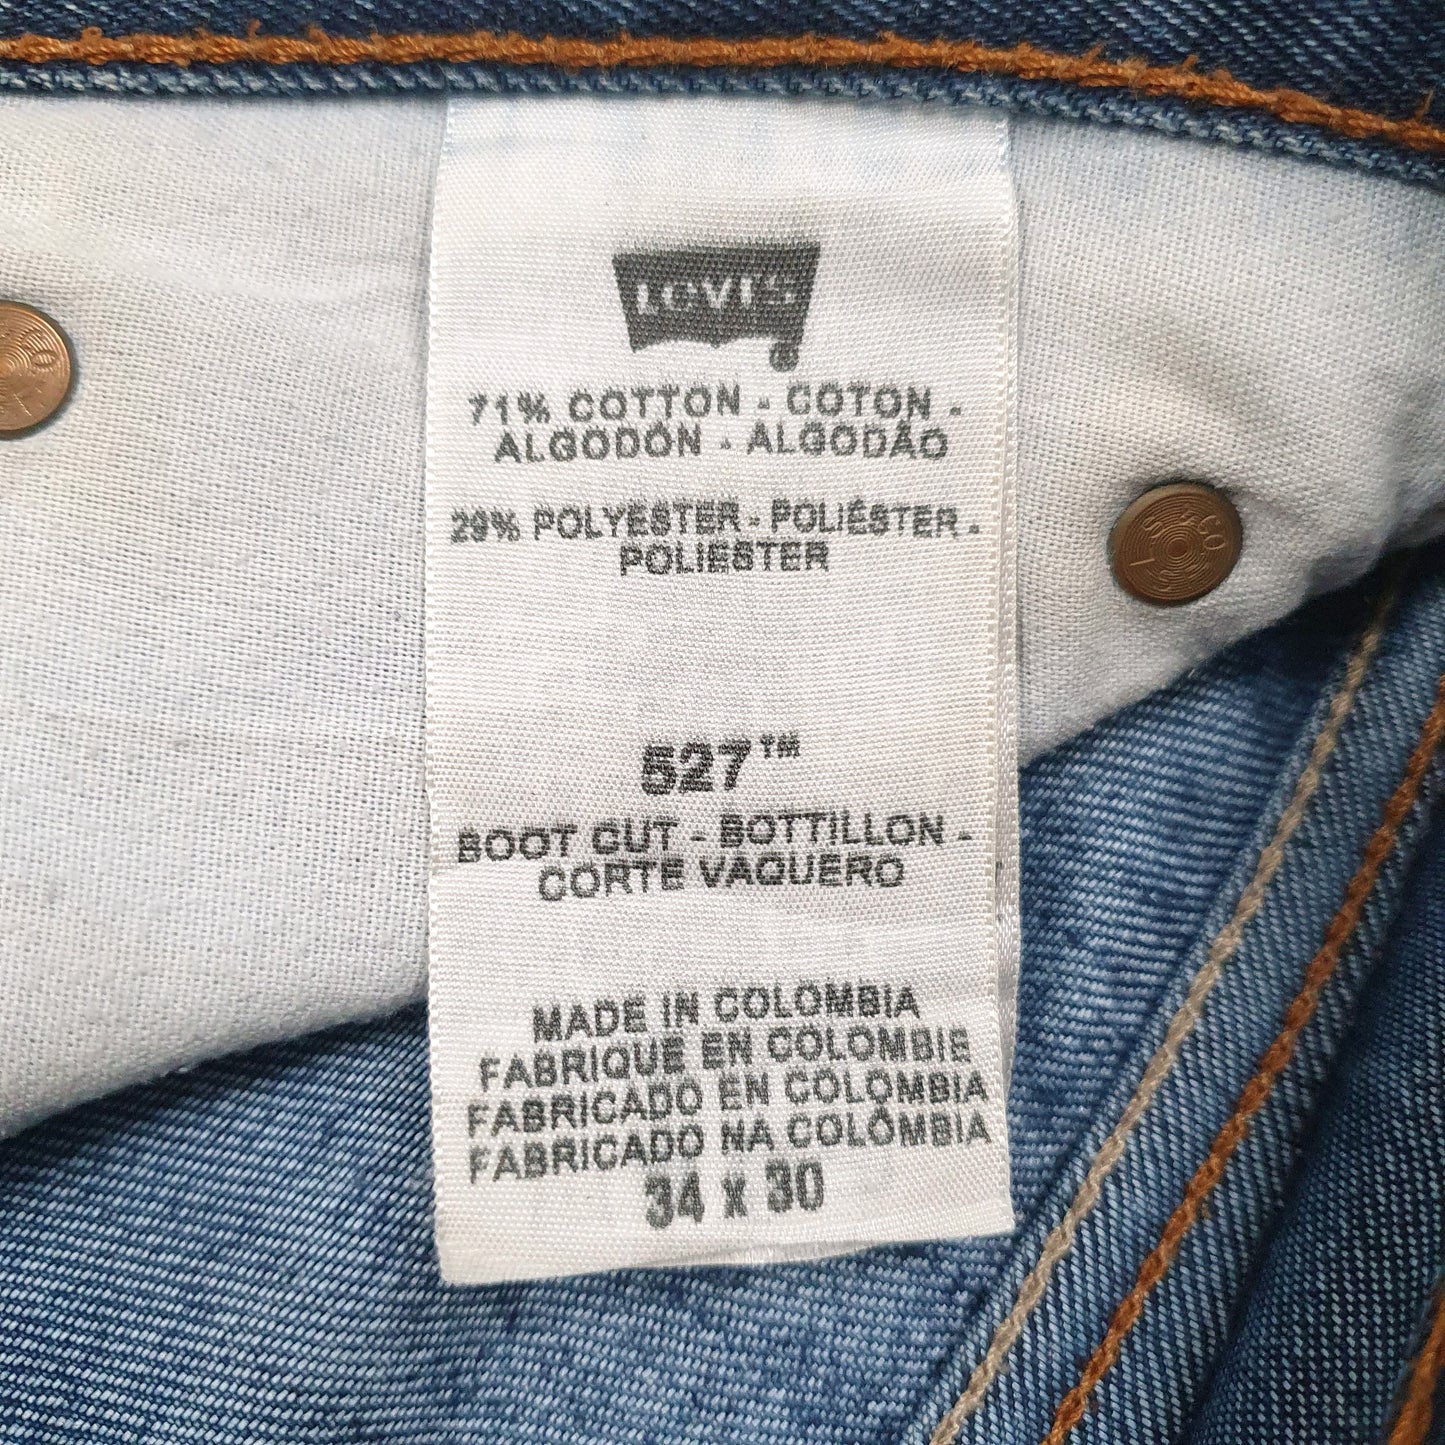 LEVI'S
®
71% COTTON - COTON -
ALGODÓN - ALGODÃO
29% POLYESTER - POLIÉSTER -
POLIESTER
527™
BOOT CUT - BOTTILLON -
CORTE VAQUERO
MADE IN COLOMBIA
FABRIQUE EN COLOMBIE
FABRICADO EN COLOMBIA
FABRICADO NA COLÔMBIA
34 x 30